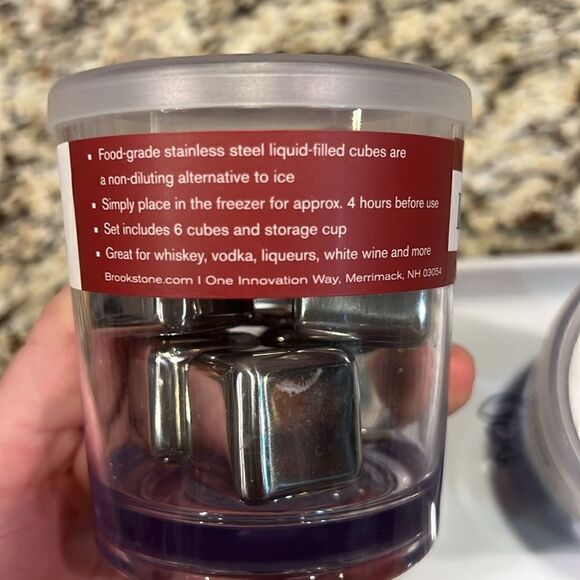 ▪ Food-grade stainless steel liquid-filled cubes are
a non-diluting alternative to ice
▪ Simply place in the freezer for approx. 4 hours before use
▪ Set includes 6 cubes and storage cup
▪ Great for whiskey, vodka, liqueurs, white wine and more
Brookstone.com | One Innovation Way, Merrimack, NH 03054